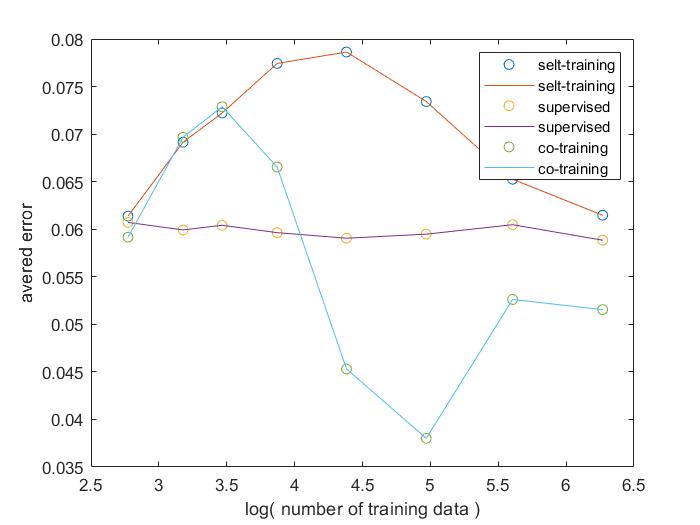 0.08
0.075
0.07
0.065
0.06
0.055
0.05
0.045
0.04
0.035
avered error
selt-training
selt-training
supervised
supervised
co-training
co-training
2.5 3 3.5 4 4.5 5 5.5 6 6.5
log( number of training data )